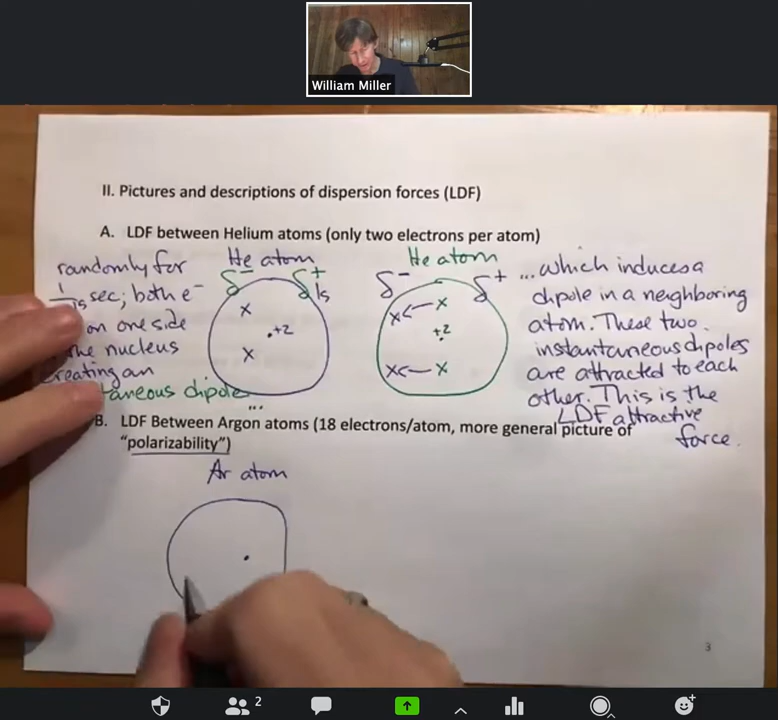 William Miller
II. Pictures and descriptions of dispersion forces (LDF)
A. LDF between Helium atoms (only two electrons per atom)
randomly for
1 sec; both e⁻
on one side
nucleus
creating an
taneous dipole
...
He atom
δ⁻ δ⁺
1s
x
+2
x
He atom
δ⁻ δ⁺
x ← x
+2
x ← x
...which induces a
dipole in a neighboring
atom. These two
instantaneous dipoles
are attracted to each
other. This is the
LDF attractive
force.
B. LDF Between Argon atoms (18 electrons/atom, more general picture of
“polarizability”)
Ar atom
3
2